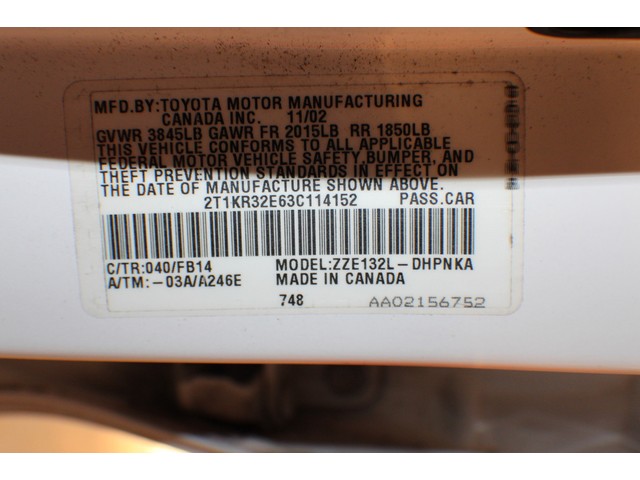 MFD.BY:TOYOTA MOTOR MANUFACTURING
CANADA INC. 11/02
GVWR 3845LB GAWR FR 2015LB RR 1850LB
THIS VEHICLE CONFORMS TO ALL APPLICABLE
FEDERAL MOTOR VEHICLE SAFETY,BUMPER, AND
THEFT PREVENTION STANDARDS IN EFFECT ON
THE DATE OF MANUFACTURE SHOWN ABOVE.
2T1KR32E63C114152 PASS.CAR
C/TR:040/FB14 MODEL:ZZE132L-DHPNKA
A/TM:-03A/A246E MADE IN CANADA
748 AA02156752